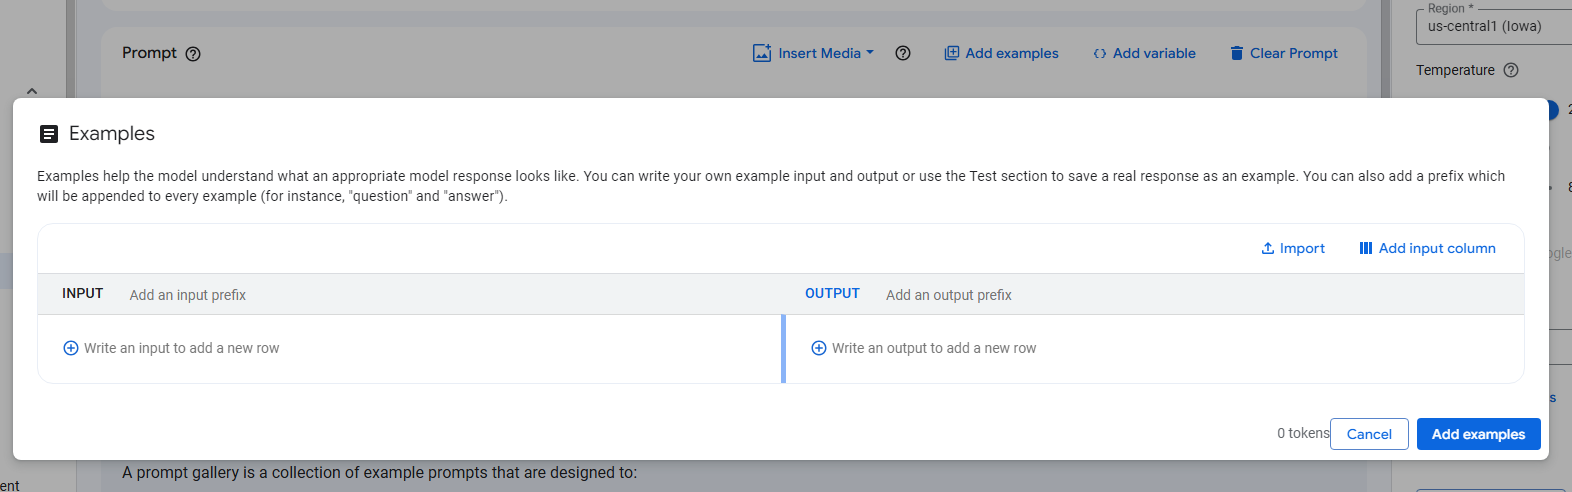 Region *
us-central1 (Iowa)
Prompt
Insert Media
Add examples
Add variable
Clear Prompt
Temperature
Examples
Examples help the model understand what an appropriate model response looks like. You can write your own example input and output or use the Test section to save a real response as an example. You can also add a prefix which
will be appended to every example (for instance, "question" and "answer").
Import
Add input column
INPUT
Add an input prefix
OUTPUT
Add an output prefix
Write an input to add a new row
Write an output to add a new row
0 tokens
Cancel
Add examples
A prompt gallery is a collection of example prompts that are designed to: